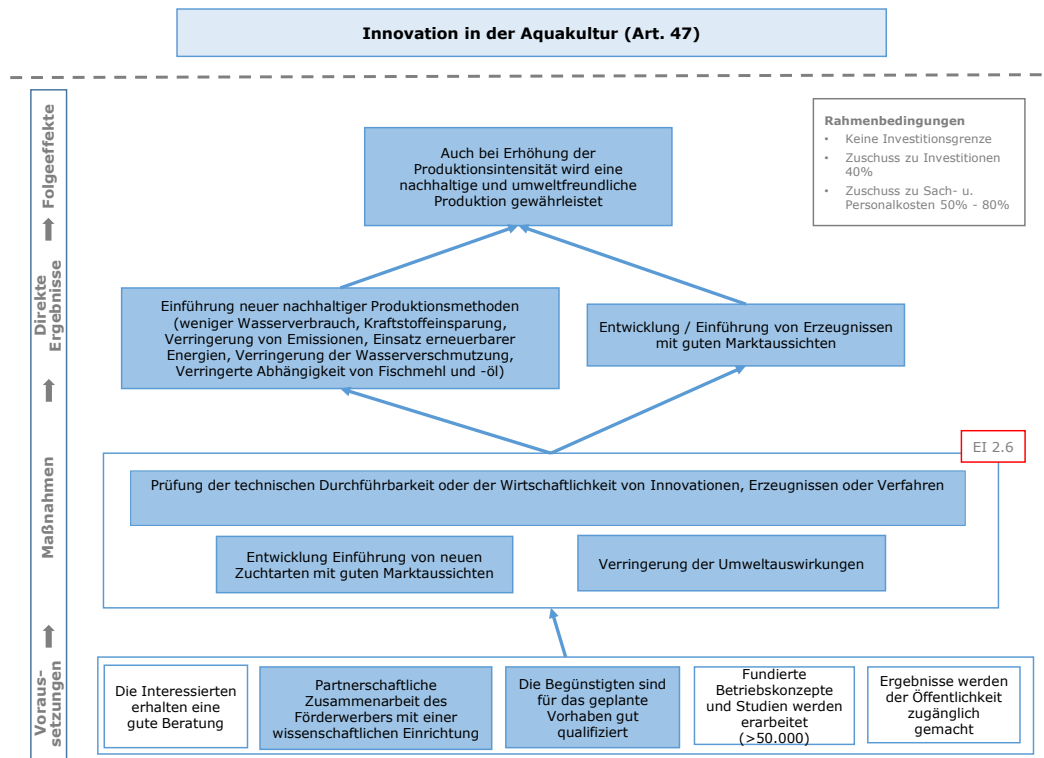 Innovation in der Aquakultur (Art. 47)
Folgeeffekte
Rahmenbedingungen
• Keine Investitionsgrenze
• Zuschuss zu Investitionen
40%
• Zuschuss zu Sach- u.
Personalkosten 50% - 80%
Auch bei Erhöhung der
Produktionsintensität wird eine
nachhaltige und umweltfreundliche
Produktion gewährleistet
Direkte
Ergebnisse
Einführung neuer nachhaltiger Produktionsmethoden
(weniger Wasserverbrauch, Kraftstoffeinsparung,
Verringerung von Emissionen, Einsatz erneuerbarer
Energien, Verringerung der Wasserverschmutzung,
Verringerte Abhängigkeit von Fischmehl und -öl)
Entwicklung / Einführung von Erzeugnissen
mit guten Marktaussichten
Maßnahmen
EI 2.6
Prüfung der technischen Durchführbarkeit oder der Wirtschaftlichkeit von Innovationen, Erzeugnissen oder Verfahren
Entwicklung Einführung von neuen
Zuchtarten mit guten Marktaussichten
Verringerung der Umweltauswirkungen
Voraus-
setzungen
Die Interessierten
erhalten eine
gute Beratung
Partnerschaftliche
Zusammenarbeit des
Förderwerbers mit einer
wissenschaftlichen Einrichtung
Die Begünstigten sind
für das geplante
Vorhaben gut
qualifiziert
Fundierte
Betriebskonzepte
und Studien werden
erarbeitet
(>50.000)
Ergebnisse werden
der Öffentlichkeit
zugänglich
gemacht